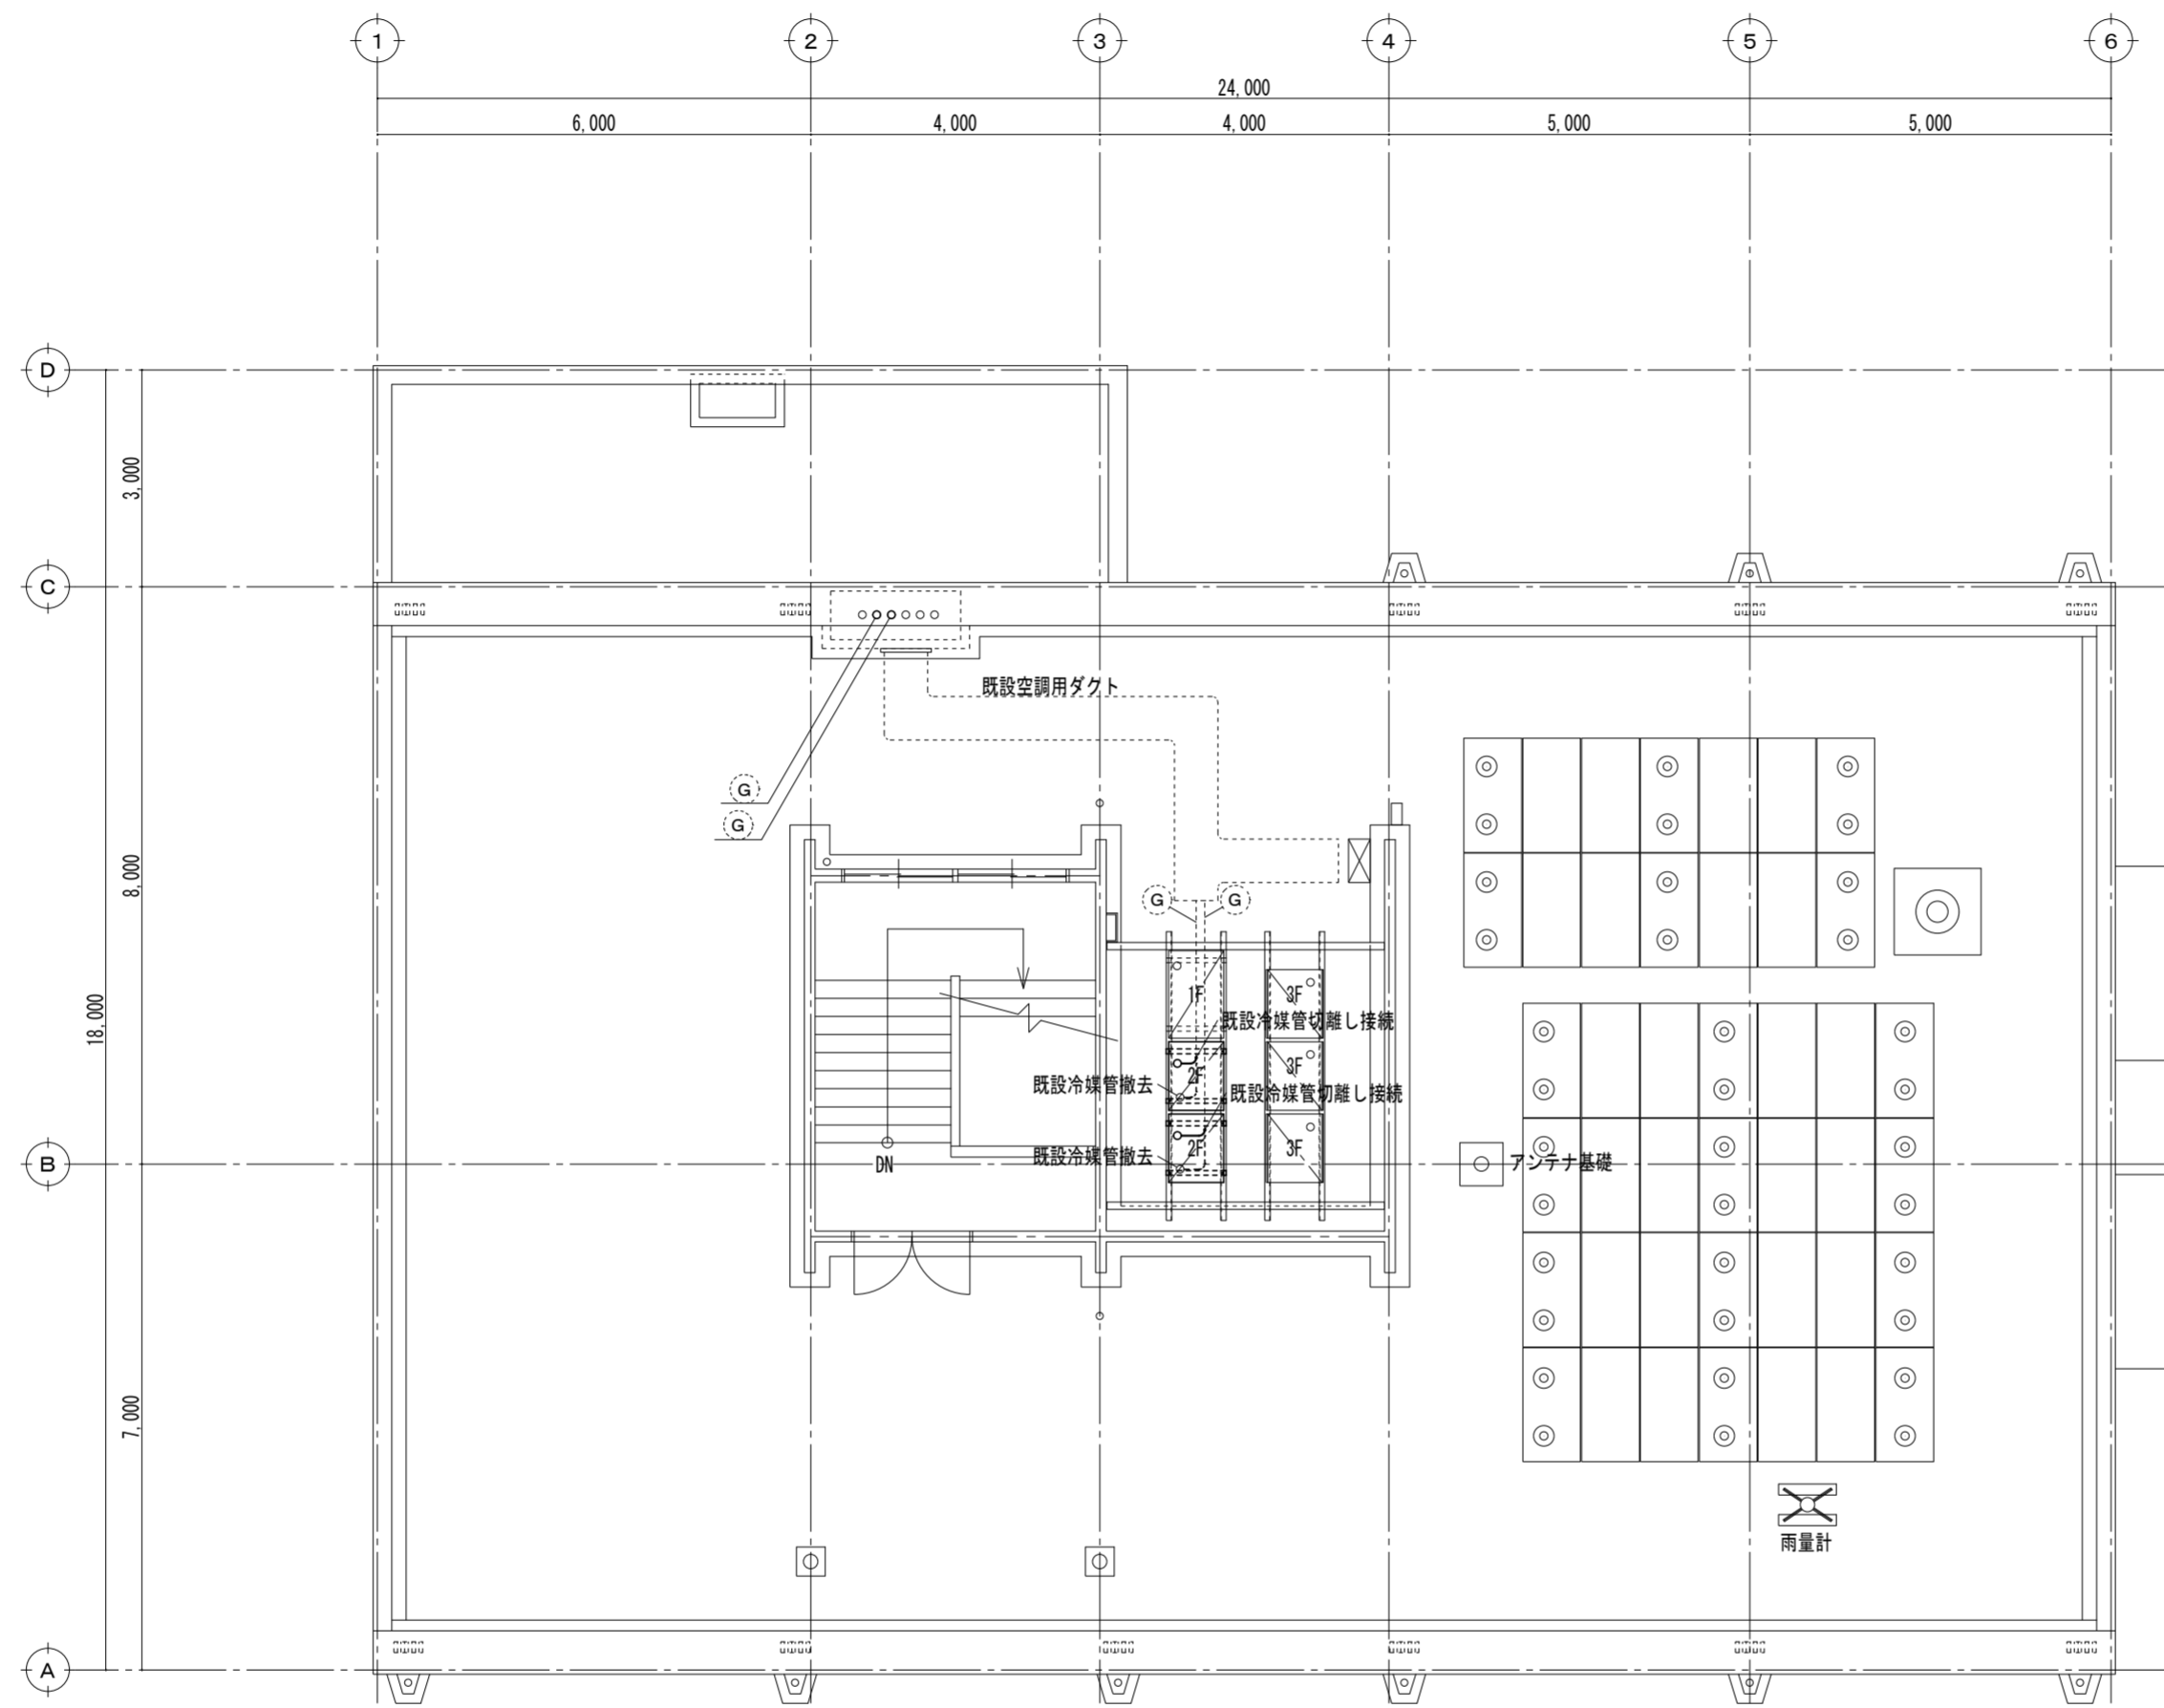 1 2 3 4 5 6
24,000
6,000 4,000 4,000 5,000 5,000
D
3,000
C
既設空調用ダクト
G
G
8,000
G G
18,000
1F 3F
既設冷媒管切離し接続
2F 3F
既設冷媒管撤去
既設冷媒管切離し接続
2F 3F
既設冷媒管撤去
B
DN
アンテナ基礎
7,000
雨量計
A